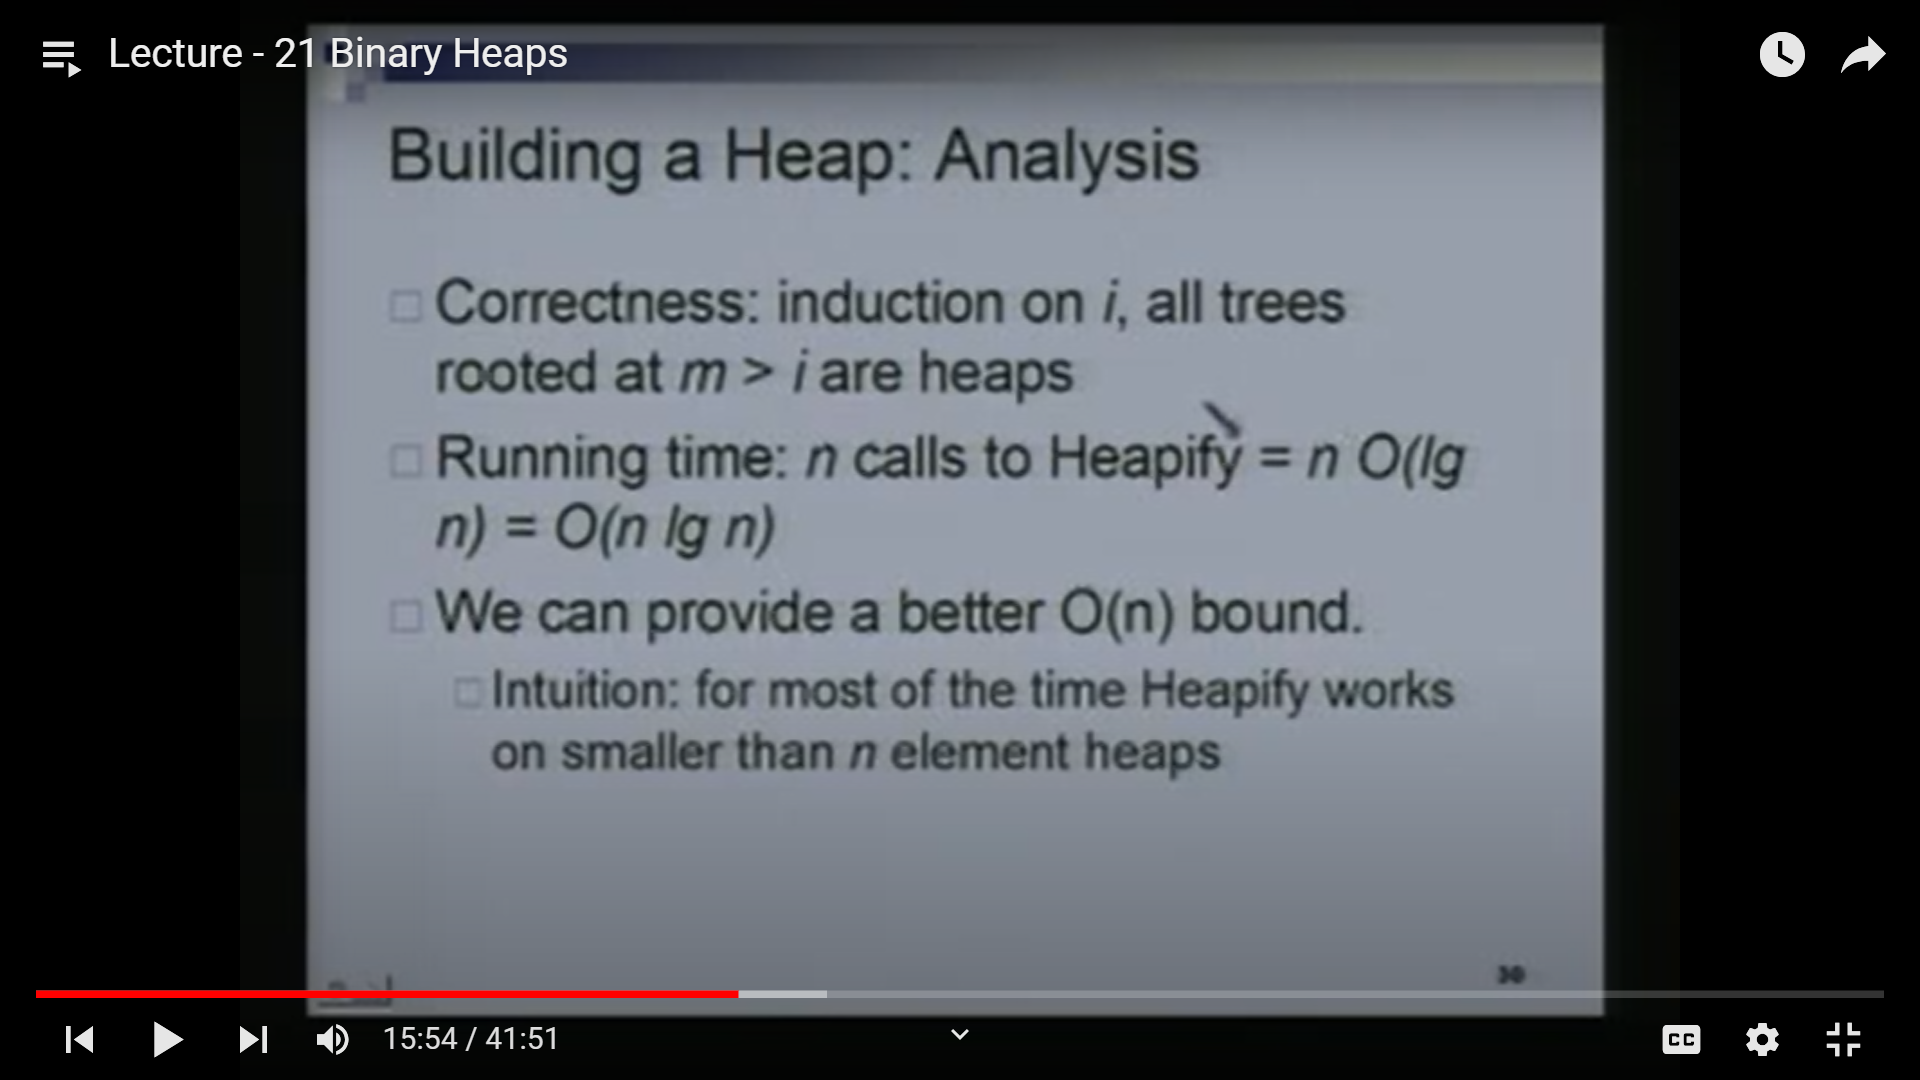 Lecture - 21 Binary Heaps
Building a Heap: Analysis
Correctness: induction on i, all trees
rooted at m > i are heaps
Running time: n calls to Heapify = n O(lg
n) = O(n lg n)
We can provide a better O(n) bound.
Intuition: for most of the time Heapify works
on smaller than n element heaps
30
15:54 / 41:51
CC